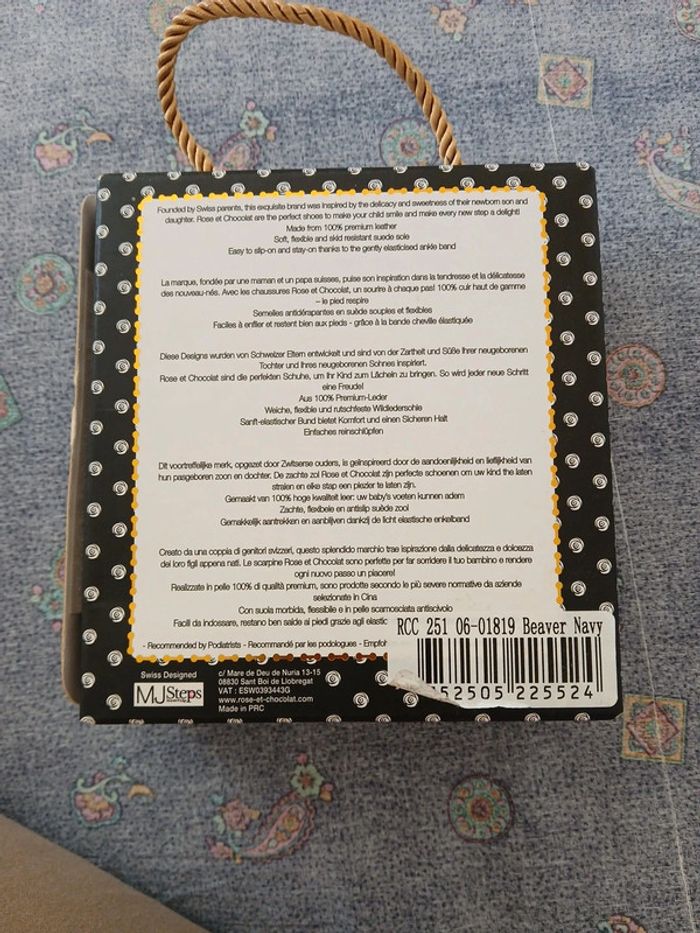 Founded by Swiss parents, this exquisite brand was inspired by the delicacy and sweetness of their newborn son and
daughter. Rose et Chocolat are the perfect shoes to make your child smile and make every new step a delight!
Made from 100% premium leather
Soft, flexible and skid resistant suede sole
Easy to slip-on and stay-on thanks to the gently elasticised ankle band
La marque, fondée par une maman et un papa suisses, puise son inspiration dans la tendresse et la délicatesse
des nouveau-nés. Avec les chaussures Rose et Chocolat, un sourire à chaque pas! 100% cuir haut de gamme
– le pied respire
Semelles antidérapantes en suède souples et flexibles
Faciles à enfiler et restent bien aux pieds - grâce à la bande cheville élastiquée
Diese Designs wurden von Schweizer Eltern entwickelt und sind von der Zartheit und Süße Ihrer neugeborenen
Tochter und Ihres neugeborenen Sohnes inspiriert.
Rose et Chocolat sind die perfekten Schuhe, um Ihr Kind zum Lächeln zu bringen. So wird jeder neue Schritt
eine Freude!
Aus 100% Premium-Leder
Weiche, flexible und rutschfeste Wildledersohle
Sanft-elastischer Bund bietet Komfort und einen Sicheren Halt
Einfaches reinschlüpfen
Dit voortreffelijke merk, opgezet door Zwitserse ouders, is geïnspireerd door de aandoenlijkheid en lieflijkheid van
hun pasgeboren zoon en dochter. De zachte zol Rose et Chocolat zijn perfecte schoenen om uw kind the laten
stralen en elke stap een plezier te laten zijn.
Gemaakt van 100% hoge kwaliteit leer: uw baby's voeten kunnen adem
Zachte, flexibele en antislip suède zool
Gemakkelijk aantrekken en aanblijven dankzij de licht elastische enkelband
Creato da una coppia di genitori svizzeri, questo splendido marchio trae ispirazione dalla delicatezza e dolcezza
dei loro figli appena nati. Le scarpine Rose et Chocolat sono perfette per far sorridere il tuo bambino e rendere
ogni nuovo passo un piacere!
Realizzate in pelle 100% di qualità premium, sono prodotte secondo le più severe normative da aziende
selezionate in Cina
Con suola morbida, flessibile e in pelle scamosciata antiscivolo
Facili da indossare, restano ben salde ai piedi grazie agli elastic
- Recommended by Podiatrists - Recommandé par les podologues - Empfoh
RCC 251 06-01819 Beaver Navy
52505 225524
Swiss Designed
MJ Steps
c/ Mare de Deu de Nuria 13-15
08830 Sant Boi de Llobregat
VAT : ESW0393443G
www.rose-et-chocolat.com
Made in PRC